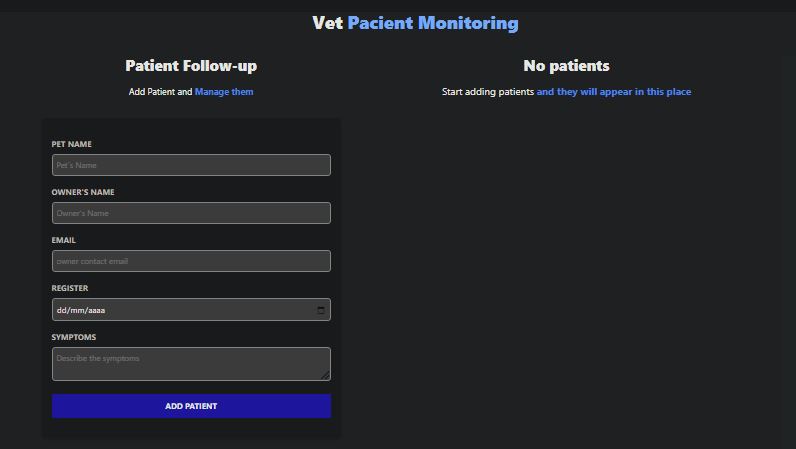 Vet Pacient Monitoring
Patient Follow-up
Add Patient and Manage them
PET NAME
Pet's Name
OWNER'S NAME
Owner's Name
EMAIL
owner contact email
REGISTER
dd/mm/aaaa
SYMPTOMS
Describe the symptoms
ADD PATIENT
No patients
Start adding patients and they will appear in this place